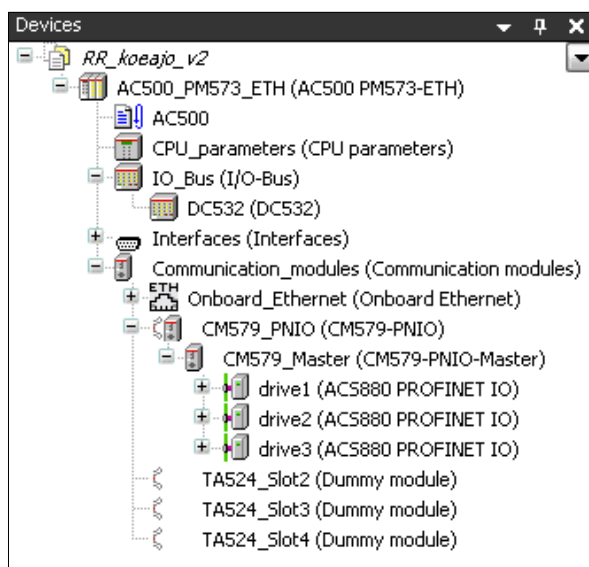 Devices
RR_koeajo_v2
AC500_PM573_ETH (AC500 PM573-ETH)
AC500
CPU_parameters (CPU parameters)
IO_Bus (I/O-Bus)
DC532 (DC532)
Interfaces (Interfaces)
Communication_modules (Communication modules)
ETH
Onboard_Ethernet (Onboard Ethernet)
CM579_PNIO (CM579-PNIO)
CM579_Master (CM579-PNIO-Master)
drive1 (ACS880 PROFINET IO)
drive2 (ACS880 PROFINET IO)
drive3 (ACS880 PROFINET IO)
TA524_Slot2 (Dummy module)
TA524_Slot3 (Dummy module)
TA524_Slot4 (Dummy module)